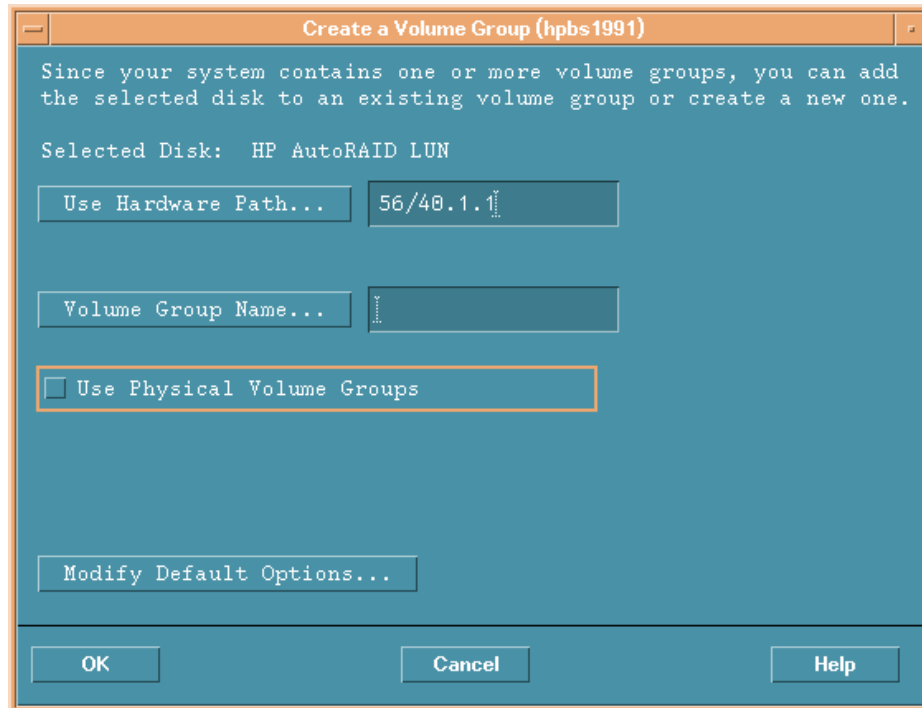 Create a Volume Group (hpbs1991)
Since your system contains one or more volume groups, you can add
the selected disk to an existing volume group or create a new one.
Selected Disk: HP AutoRAID LUN
Use Hardware Path... 56/40.1.1
Volume Group Name...
Use Physical Volume Groups
Modify Default Options...
OK Cancel Help